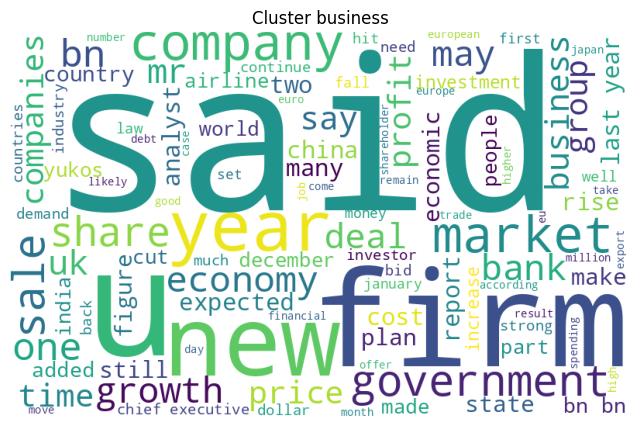 Cluster business
number
european
first
japan
company
bn
mr
hit
need
may
country
continue
companies
airline
two
fall
investment
europe
euro
profit
business
group
last year
countries
industry
law
debt
analyst
case
world
say
shareholder
said
economic
people
higher
yukos
likely
set
china
many
job
come
remain
well
take
rise
good
demand
money
trade
eu
share
year
deal
market
sale
uk
cut
much
december
investor
bid
january
bank
million
export
make
india
back
figure
u
economy
expected
new
firm
according
report
increase
financial
cost
result
strong
spending
one
day
plan
part
added
still
offer
high
time
growth
price
government
move
chief executive
dollar
month
made
state
bn bn